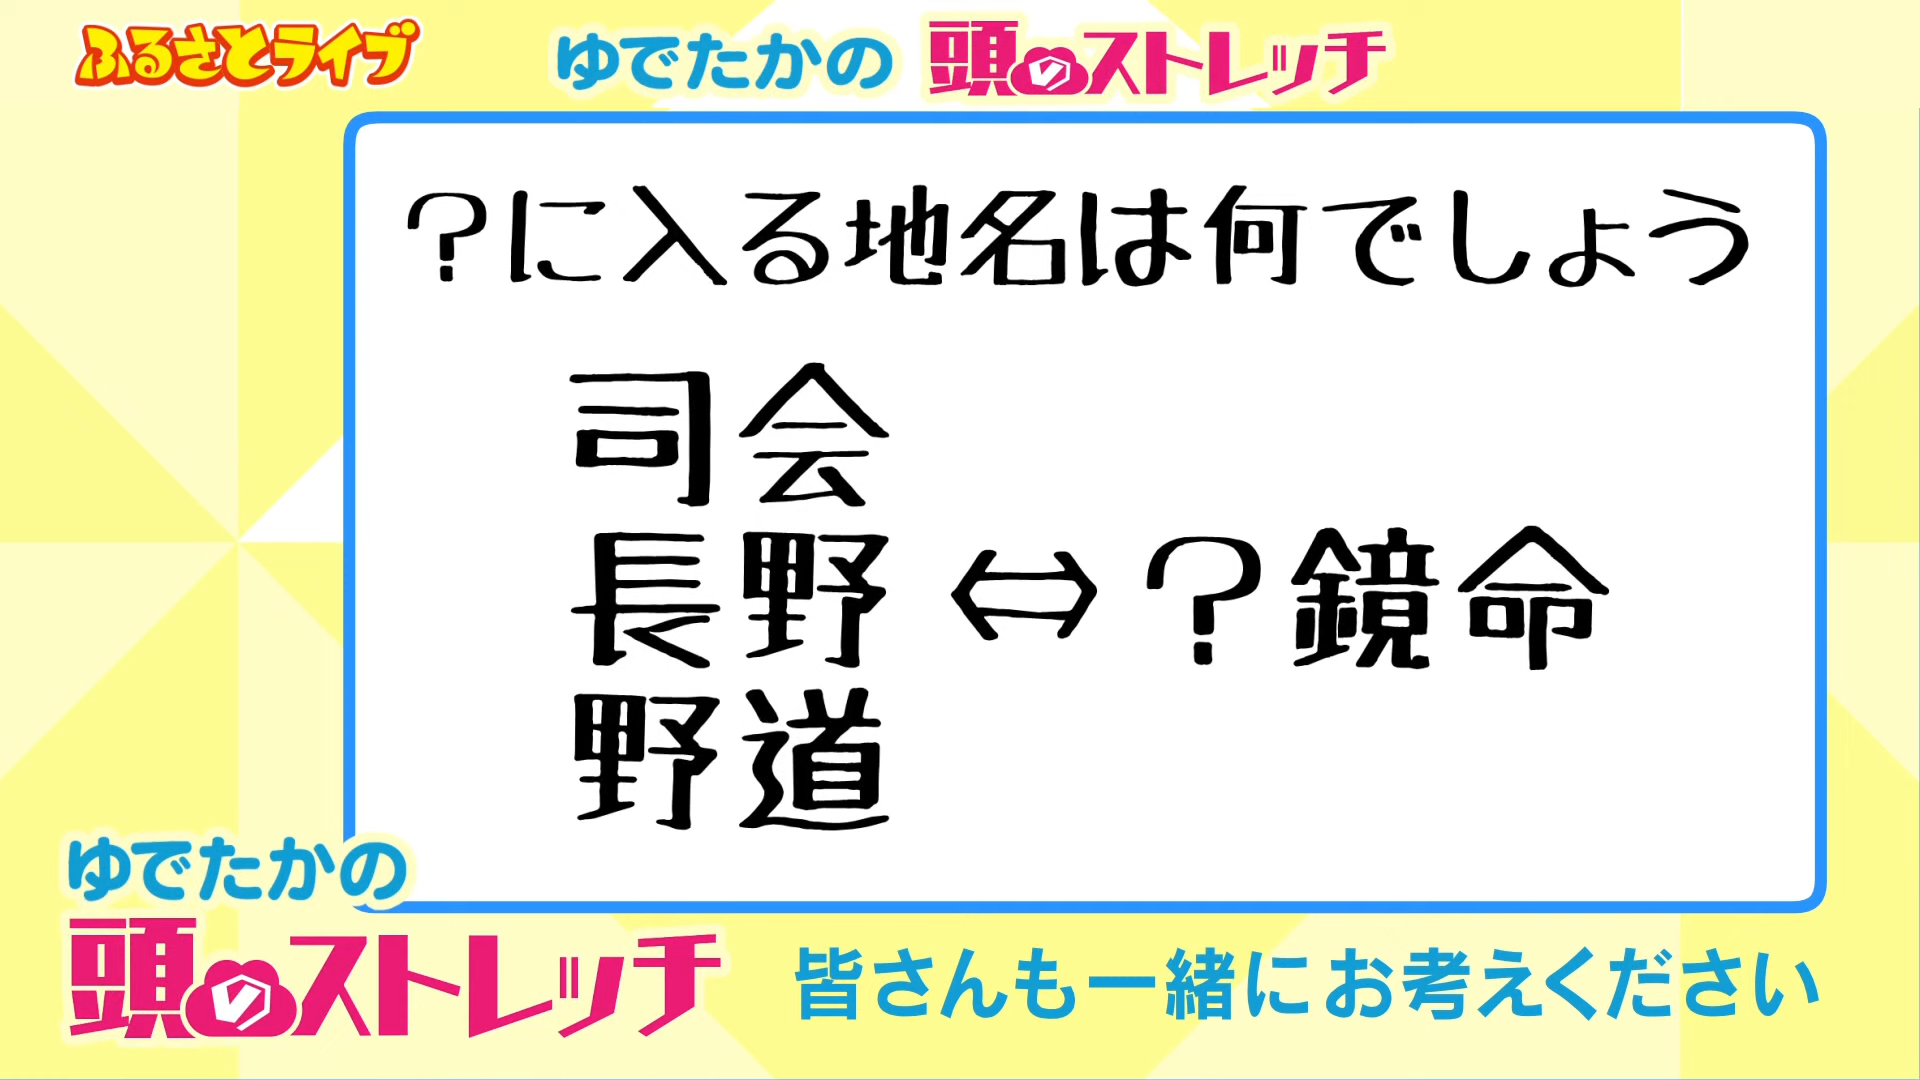 ふるさとライブ
ゆでたかの 頭のストレッチ
?に入る地名は何でしょう
司会
長野⇔?鏡命
野道
ゆでたかの
頭のストレッチ
皆さんも一緒にお考えください